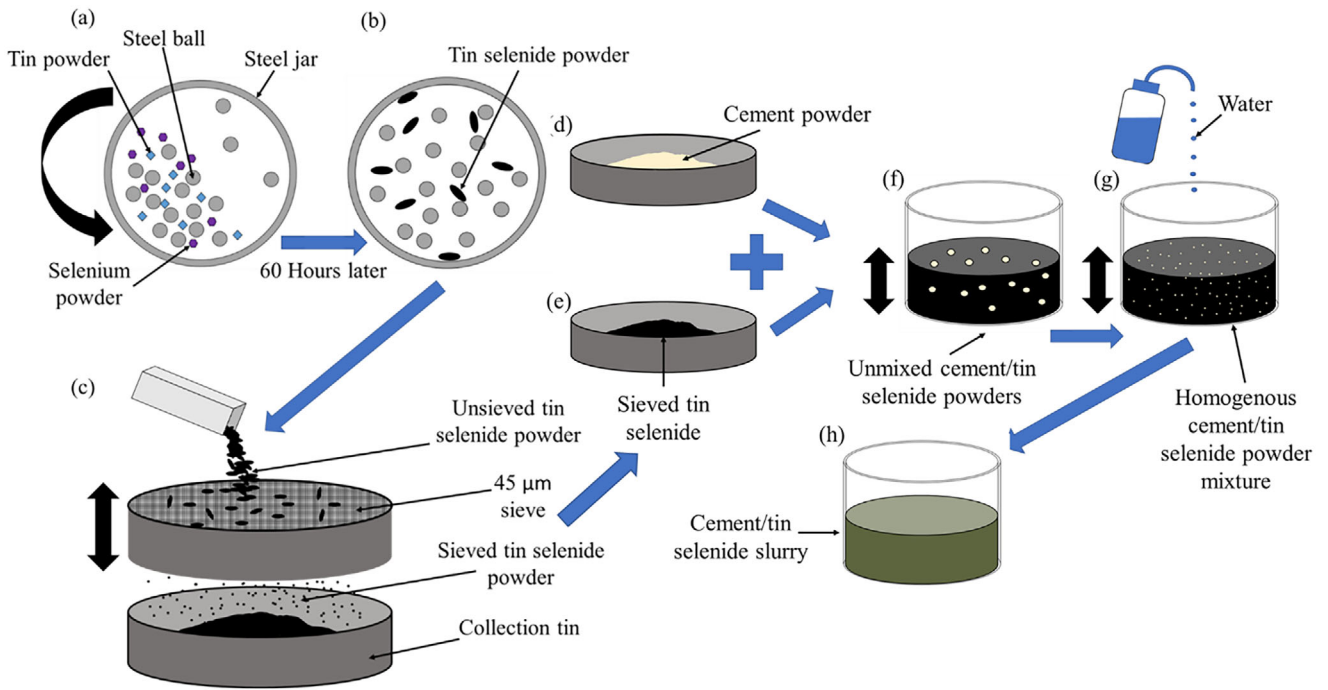 (a)
Steel ball
Tin powder
Steel jar
Selenium
powder
60 Hours later
(b)
Tin selenide powder
(c)
Unsieved tin
selenide powder
45 μm
sieve
Sieved tin selenide
powder
Collection tin
(d)
Cement powder
(e)
Sieved tin
selenide
(f)
Unmixed cement/tin
selenide powders
Water
(g)
Homogenous
cement/tin
selenide powder
mixture
(h)
Cement/tin
selenide slurry